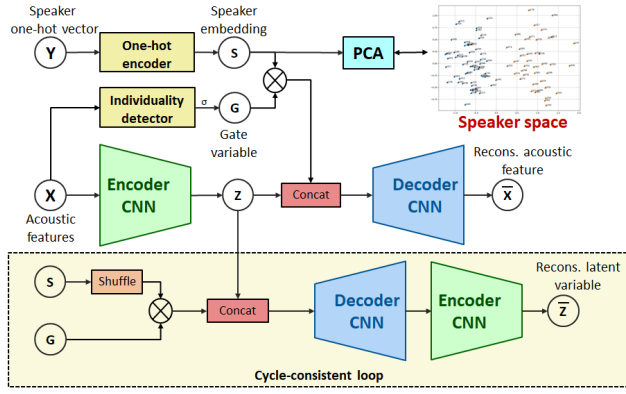 Speaker
one-hot vector
Speaker
embedding
Y
One-hot
encoder
S
PCA
Individuality
detector
σ
G
Gate
variable
Speaker space
Recons. acoustic
feature
X
Encoder
CNN
Z
Concat
Decoder
CNN
X̅
Acoustic
features
S
Shuffle
Recons. latent
variable
Concat
Decoder
CNN
Encoder
CNN
Z̅
G
Cycle-consistent loop